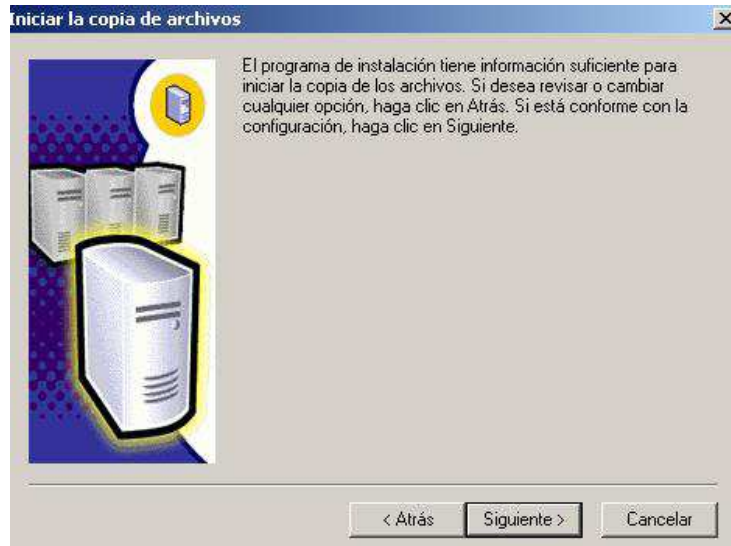 Iniciar la copia de archivos
El programa de instalación tiene información suficiente para
iniciar la copia de los archivos. Si desea revisar o cambiar
cualquier opción, haga clic en Atrás. Si está conforme con la
configuración, haga clic en Siguiente.
< Atrás
Siguiente >
Cancelar